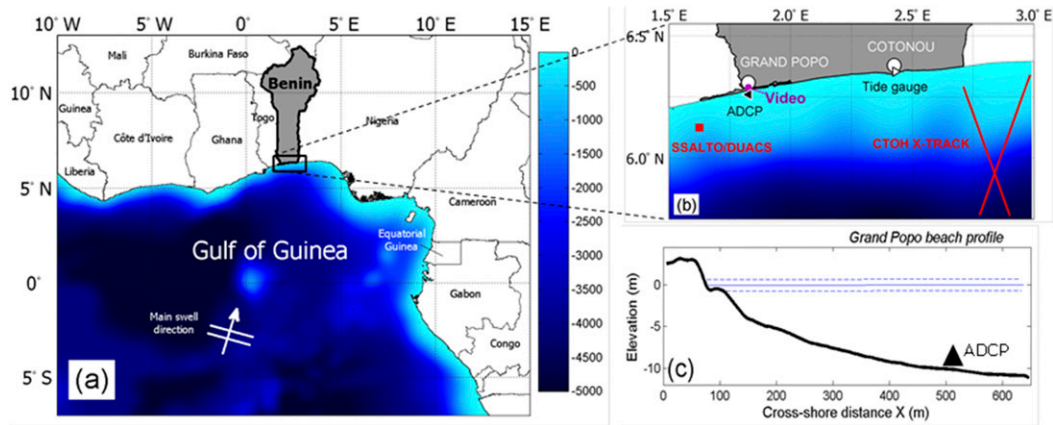 10 W
5 W
0
5 E
10 E
15 E
10°N
5°N
0°
5°S
Mali
Burkina Faso
Benin
Guinea
Côte d'Ivoire
Ghana
Togo
Nigeria
Liberia
Cameroon
Equatorial
Guinea
Gulf of Guinea
Gabon
Main swell
direction
Congo
(a)
0
-500
-1000
-1500
-2000
-2500
-3000
-3500
-4000
-4500
-5000
1.5°E
2.0°E
2.5°E
3.0°E
6.5°N
6.0°N
GRAND POPO
COTONOU
Video
ADCP
Tide gauge
SSALTO/DUACS
CTOH X-TRACK
(b)
Grand Popo beach profile
Elevation (m)
0
-5
-10
(c)
ADCP
0
100
200
300
400
500
600
Cross-shore distance X (m)